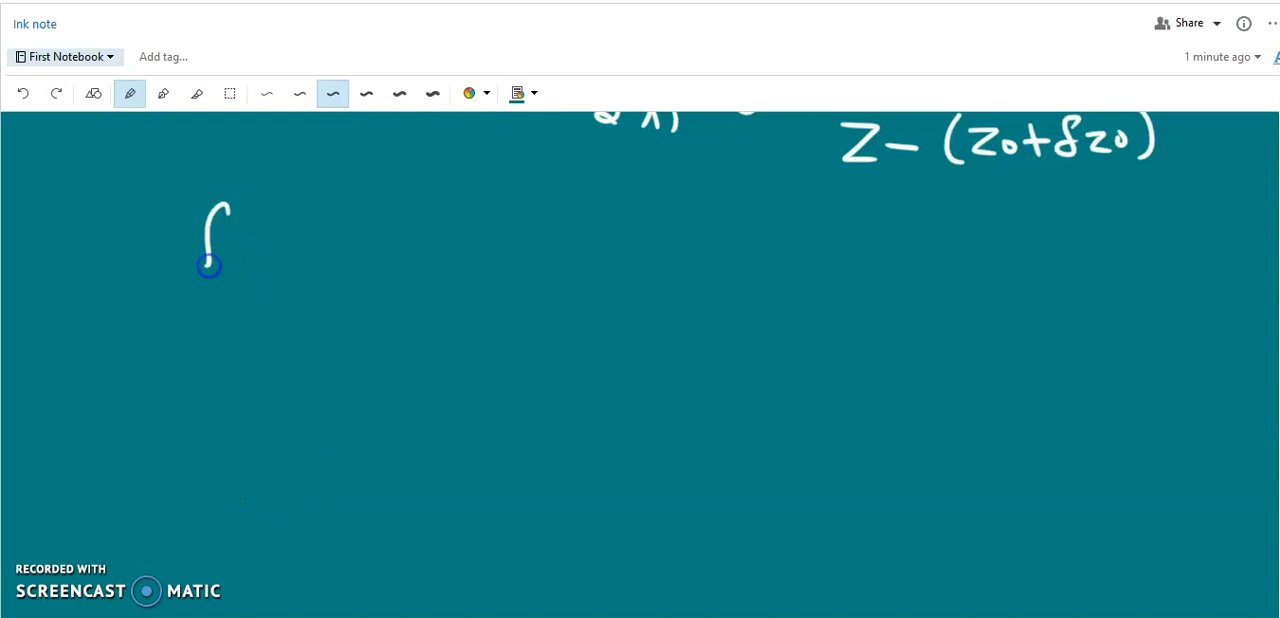 Ink note
Share
First Notebook
Add tag...
1 minute ago
Z - (Z0+δZ0)
RECORDED WITH
SCREENCAST MATIC